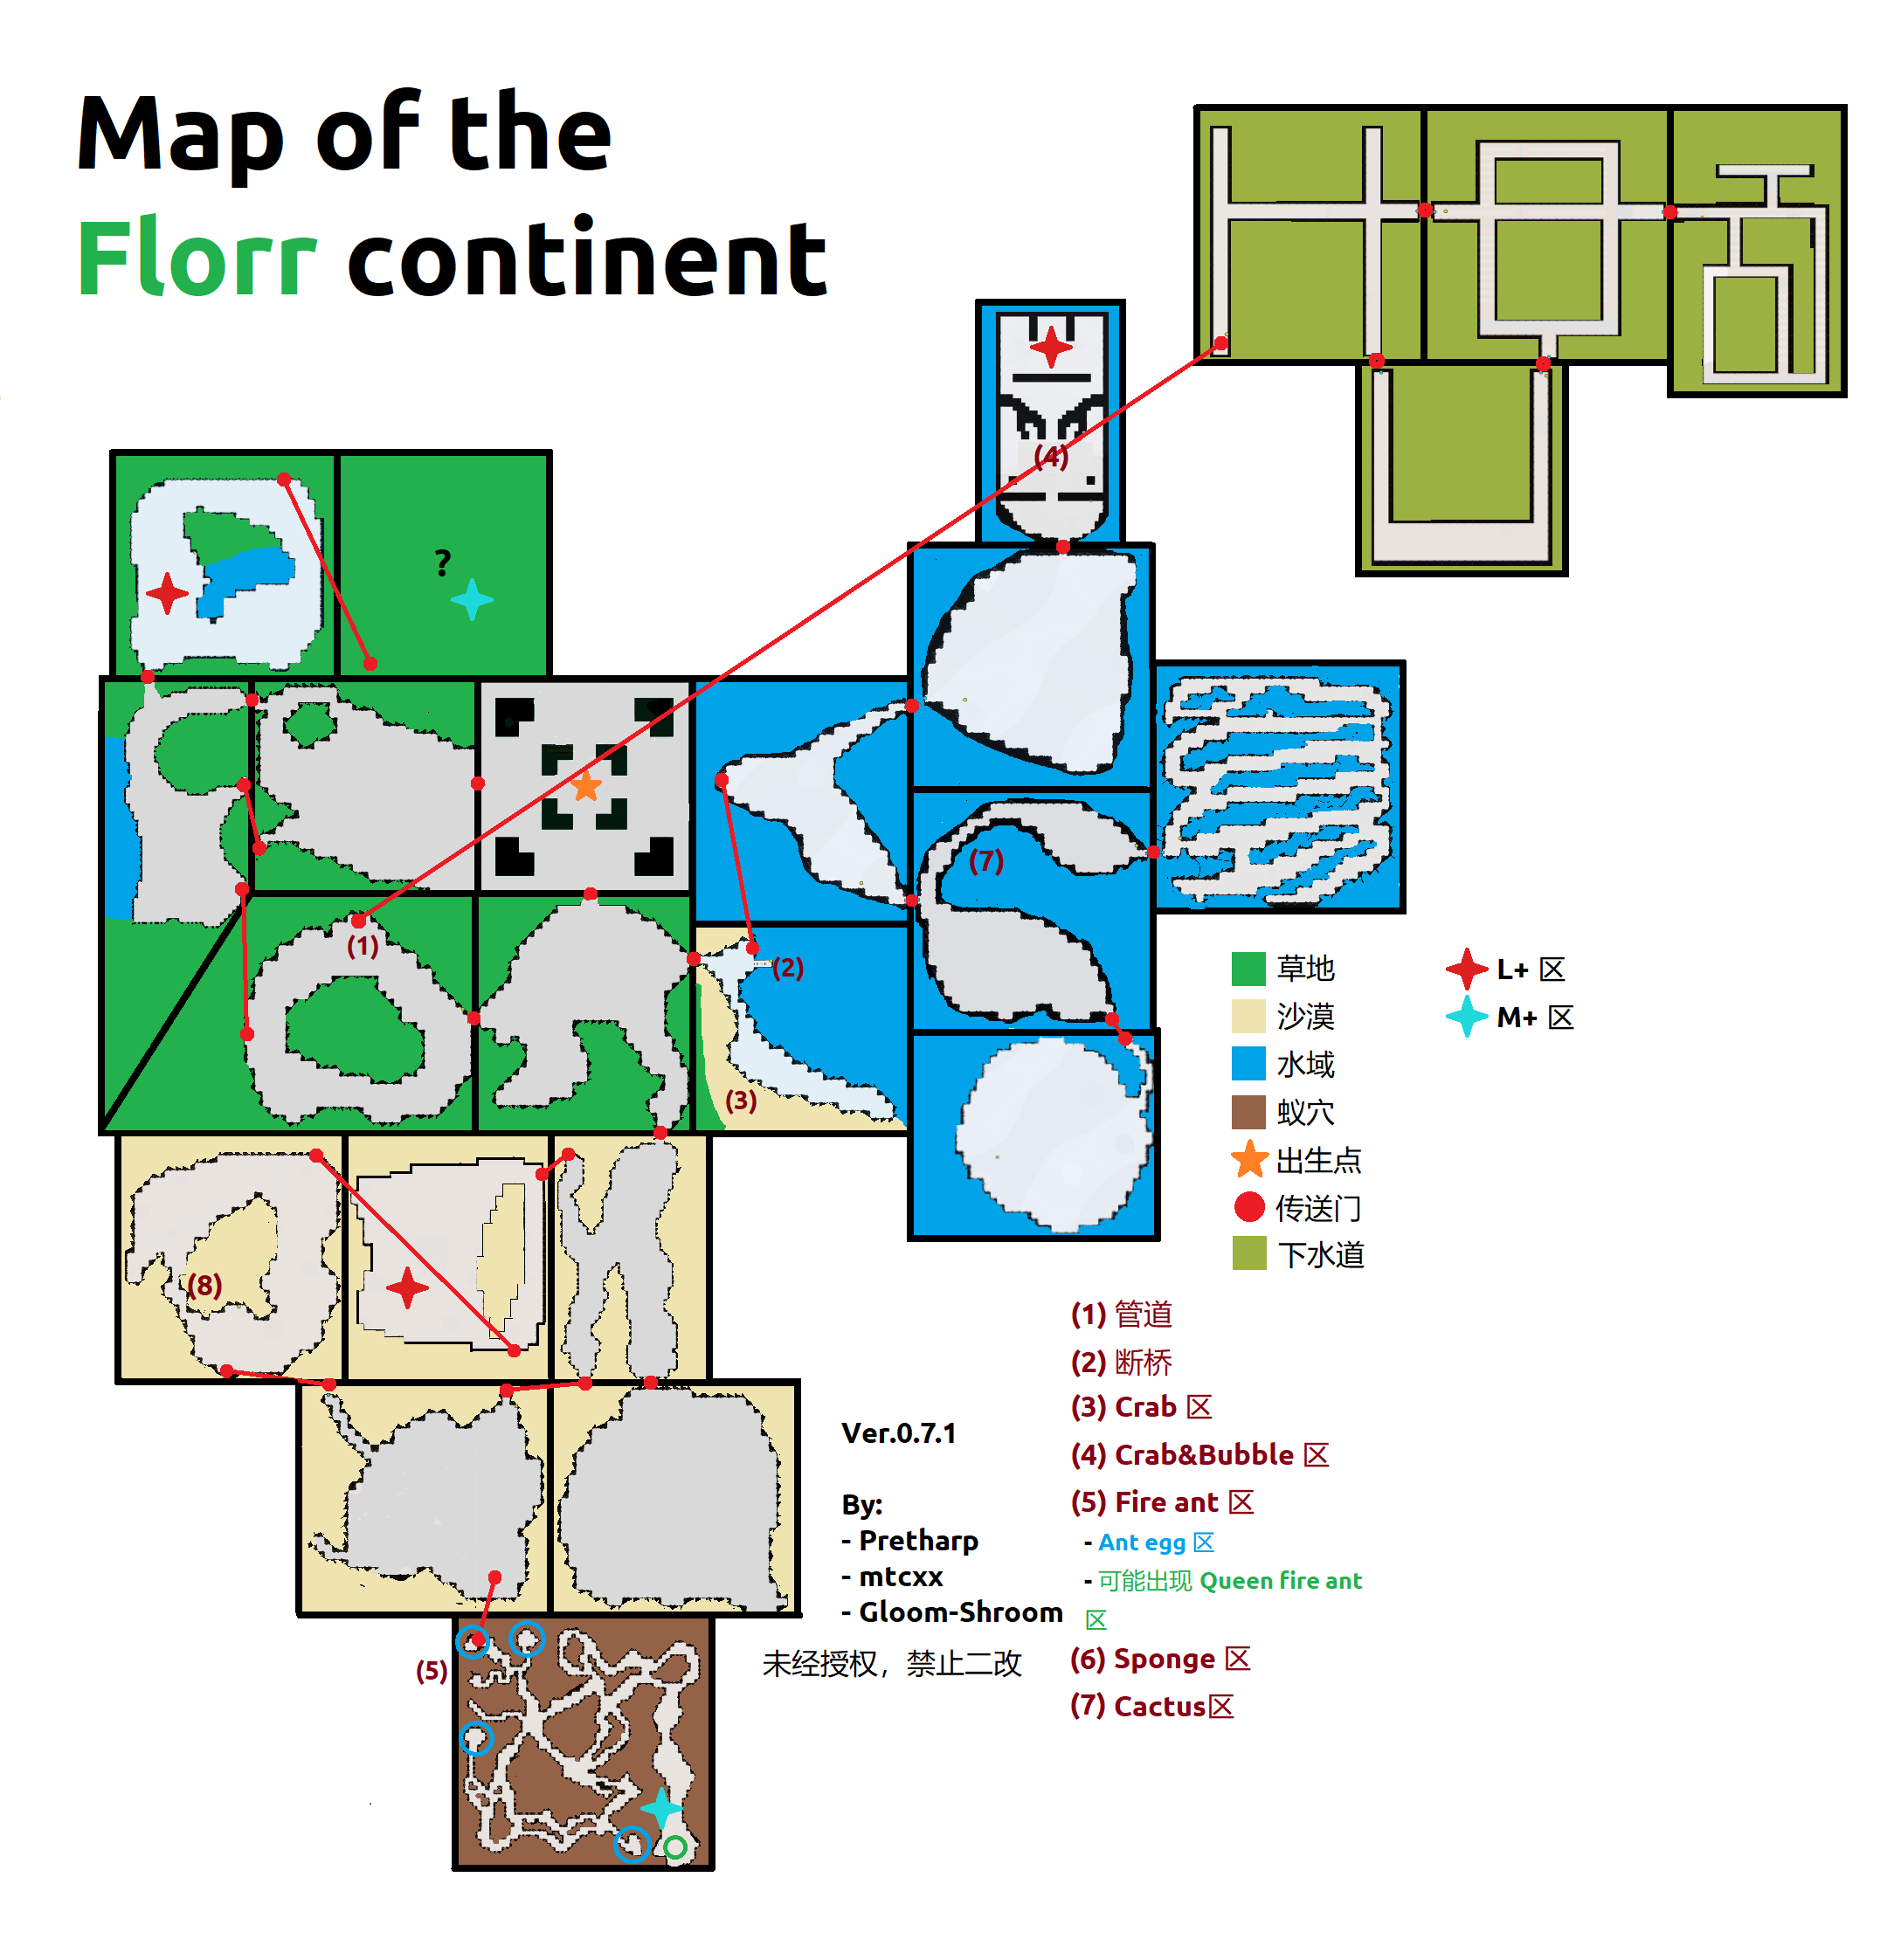 Map of the
Florr continent
(4)
?
(7)
(1)
(2)
(3)
(8)
(5)
草地
沙漠
水域
蚁穴
出生点
传送门
下水道
L+ 区
M+ 区
(1) 管道
(2) 断桥
(3) Crab 区
(4) Crab&Bubble 区
(5) Fire ant 区
- Ant egg 区
- 可能出现 Queen fire ant
区
(6) Sponge 区
(7) Cactus区
Ver.0.7.1
By:
- Pretharp
- mtcxx
- Gloom-Shroom
未经授权，禁止二改